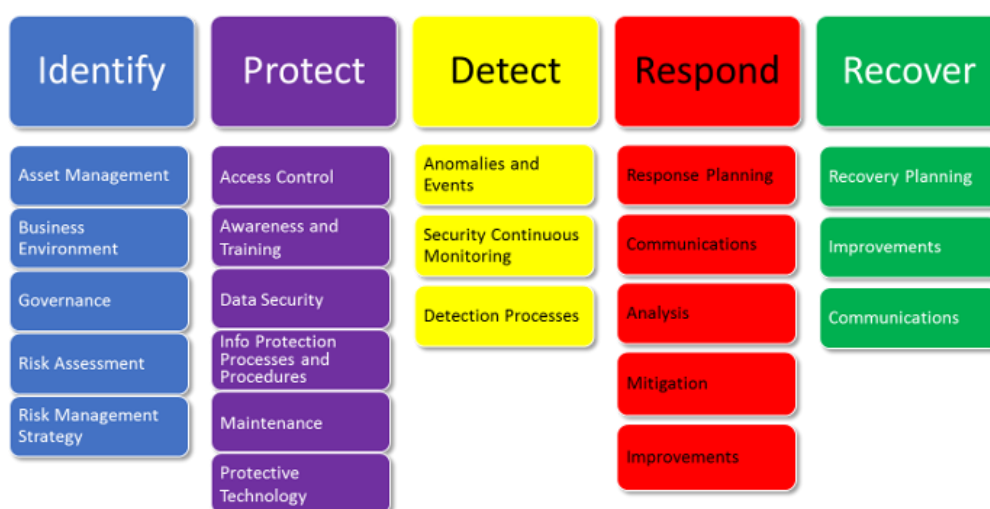 Identify
Protect
Detect
Respond
Recover
Asset Management
Business
Environment
Governance
Risk Assessment
Risk Management
Strategy
Access Control
Awareness and
Training
Data Security
Info Protection
Processes and
Procedures
Maintenance
Protective
Technology
Anomalies and
Events
Security Continuous
Monitoring
Detection Processes
Response Planning
Communications
Analysis
Mitigation
Improvements
Recovery Planning
Improvements
Communications